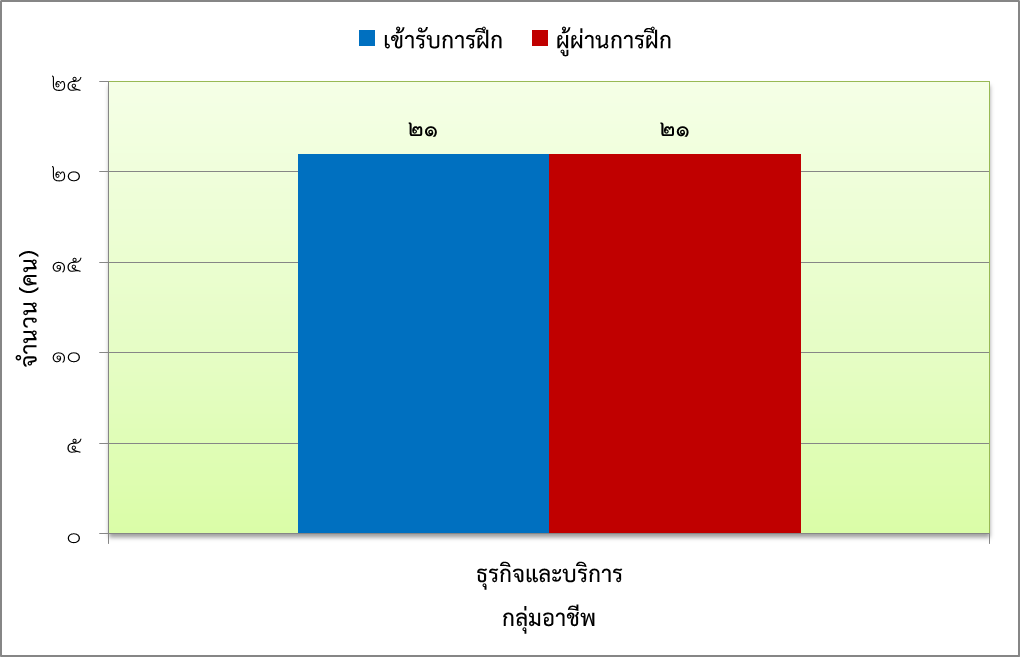 เข้ารับการฝึก ผู้ผ่านการฝึก
๒๕
๒๑ ๒๑
๒๐
๑๕
จำนวน (คน)
๑๐
๕
๐
ธุรกิจและบริการ
กลุ่มอาชีพ